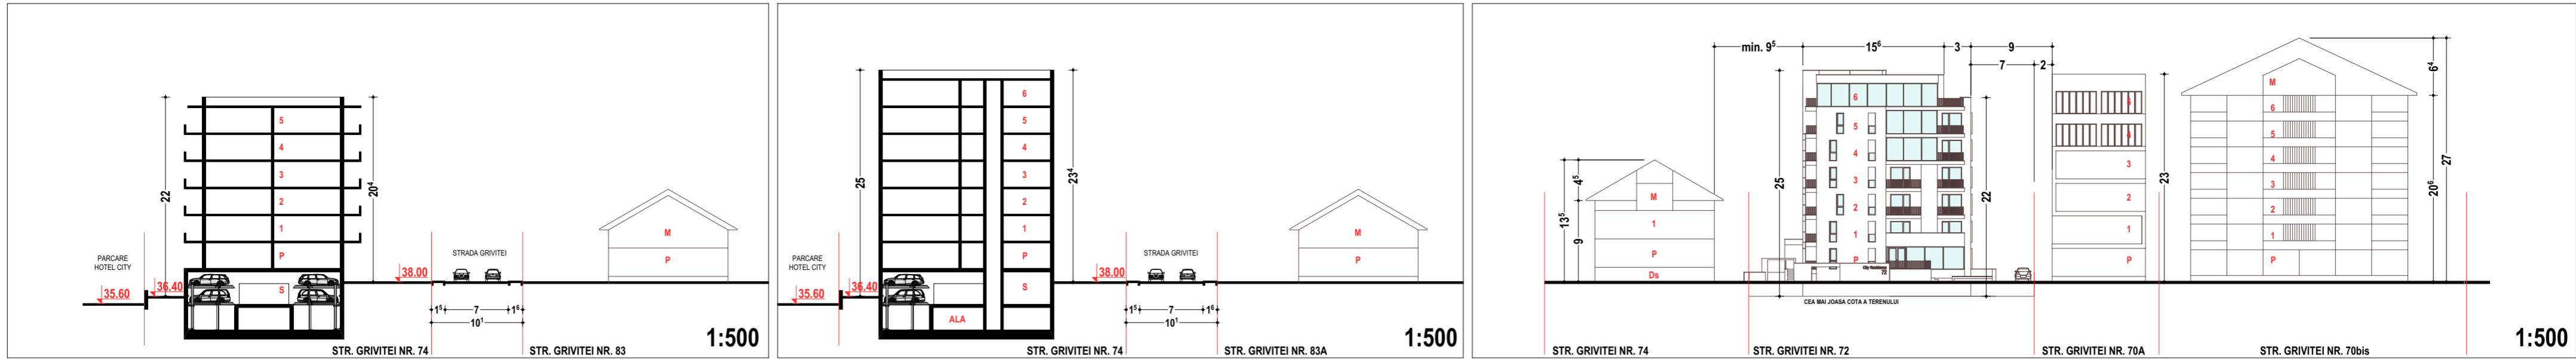 5
4
3
2
1
P
S
22
20⁴
PARCARE
HOTEL CITY
35.60
36.40
38.00
STRADA GRIVITEI
1⁵ 7 1⁶
10¹
M
P
STR. GRIVITEI NR. 74
STR. GRIVITEI NR. 83
1:500
6
5
4
3
2
1
P
S
ALA
25
23⁴
PARCARE
HOTEL CITY
35.60
36.40
38.00
STRADA GRIVITEI
1⁵ 7 1⁶
10¹
M
P
STR. GRIVITEI NR. 74
STR. GRIVITEI NR. 83A
1:500
min. 9⁵ 15⁶ 3 9
7 2
13⁵
4⁵
9
M
1
P
Ds
25
6
5
4
3
2
1
P
City Residence
72
22
CEA MAI JOASA COTA A TERENULUI
5
4
3
2
1
P
23
M
6
5
4
3
2
1
P
6⁴
20⁶
27
STR. GRIVITEI NR. 74
STR. GRIVITEI NR. 72
STR. GRIVITEI NR. 70A
STR. GRIVITEI NR. 70bis
1:500